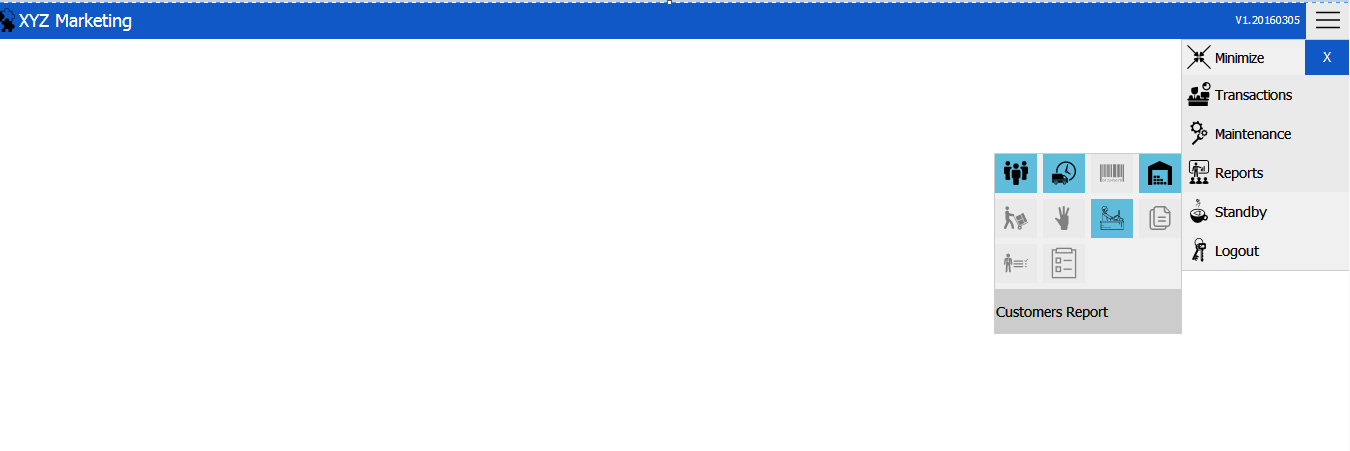 XYZ Marketing
V1.20160305
Minimize
X
Transactions
Maintenance
Reports
Standby
Logout
Customers Report